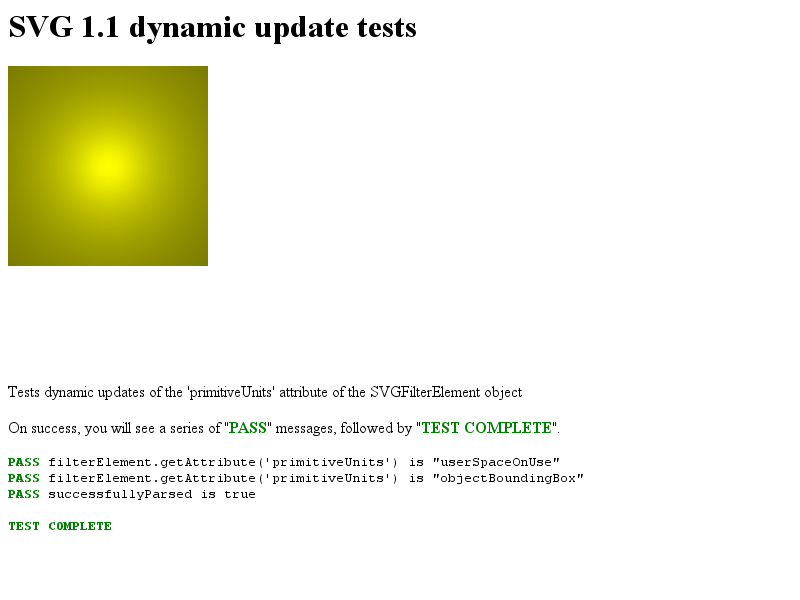 SVG 1.1 dynamic update tests
Tests dynamic updates of the 'primitiveUnits' attribute of the SVGFilterElement object
On success, you will see a series of "PASS" messages, followed by "TEST COMPLETE".
PASS filterElement.getAttribute('primitiveUnits') is "userSpaceOnUse"
PASS filterElement.getAttribute('primitiveUnits') is "objectBoundingBox"
PASS successfullyParsed is true
TEST COMPLETE